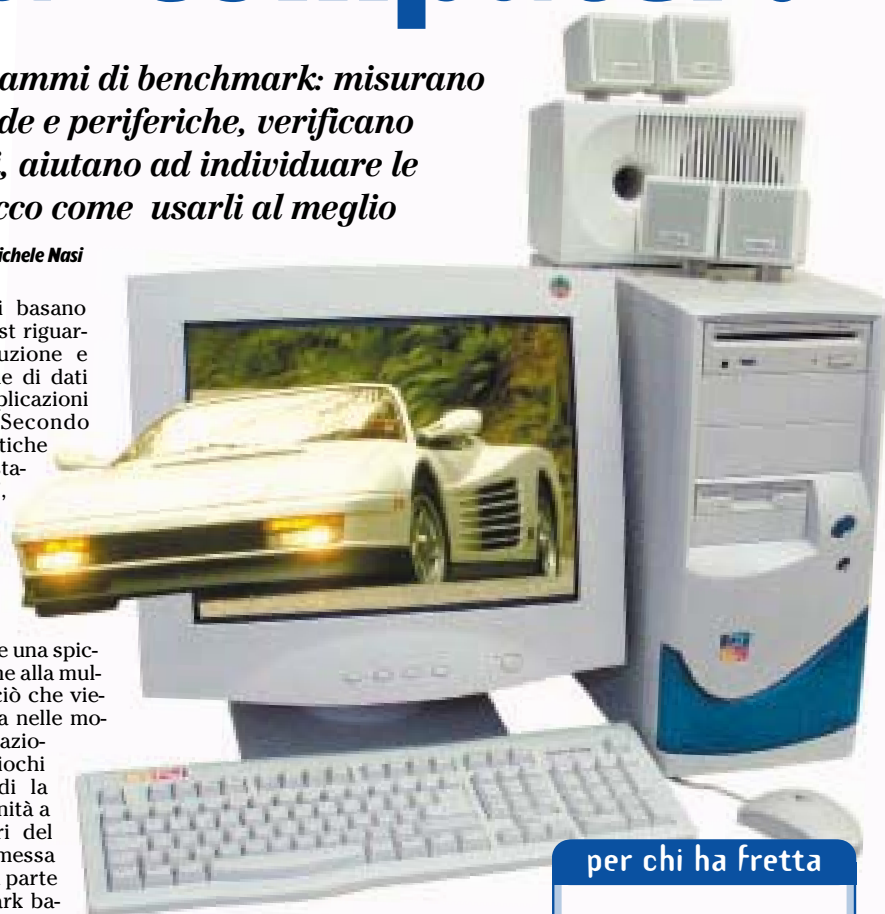 ammi di benchmark: misurano
de e periferiche, verificano
i, aiutano ad individuare le
cco come usarli al meglio
ichele Nasi
i basano
st riguar-
uzione e
e di dati
plicazioni
Secondo
tiche
sta-
,
e una spic-
ne alla mul-
ciò che vie-
a nelle mo-
azio-
iochi
di la
nità a
ri del
messa
parte
ark ba-
per chi ha fretta